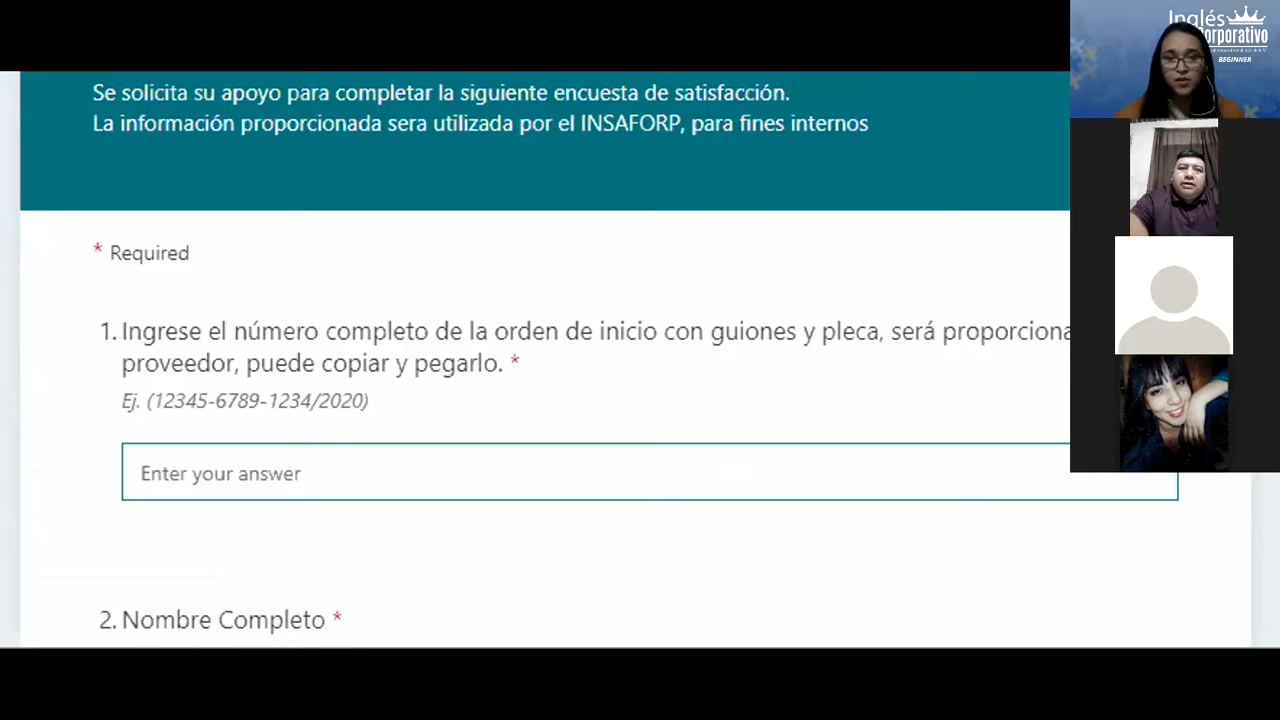 Se solicita su apoyo para completar la siguiente encuesta de satisfacción.
La información proporcionada sera utilizada por el INSAFORP, para fines internos
* Required
1. Ingrese el número completo de la orden de inicio con guiones y pleca, será proporciona
proveedor, puede copiar y pegarlo. *
Ej. (12345-6789-1234/2020)
Enter your answer
2. Nombre Completo *
Inglés
Corporativo
BEGINNER